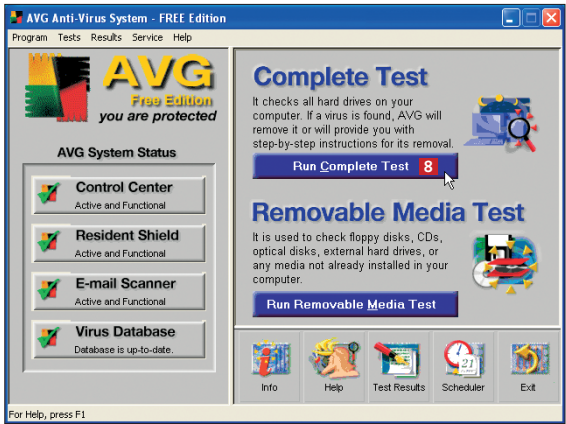 AVG Anti-Virus System - FREE Edition
Program Tests Results Service Help
AVG
Free Edition
you are protected
AVG System Status
Control Center
Active and Functional
Resident Shield
Active and Functional
E-mail Scanner
Active and Functional
Virus Database
Database is up-to-date.
Complete Test
It checks all hard drives on your
computer. If a virus is found, AVG will
remove it or will provide you with
step-by-step instructions for its removal.
Run Complete Test 8
Removable Media Test
It is used to check floppy disks, CDs,
optical disks, external hard drives, or
any media not already installed in your
computer.
Run Removable Media Test
21
Info Help Test Results Scheduler Exit
For Help, press F1